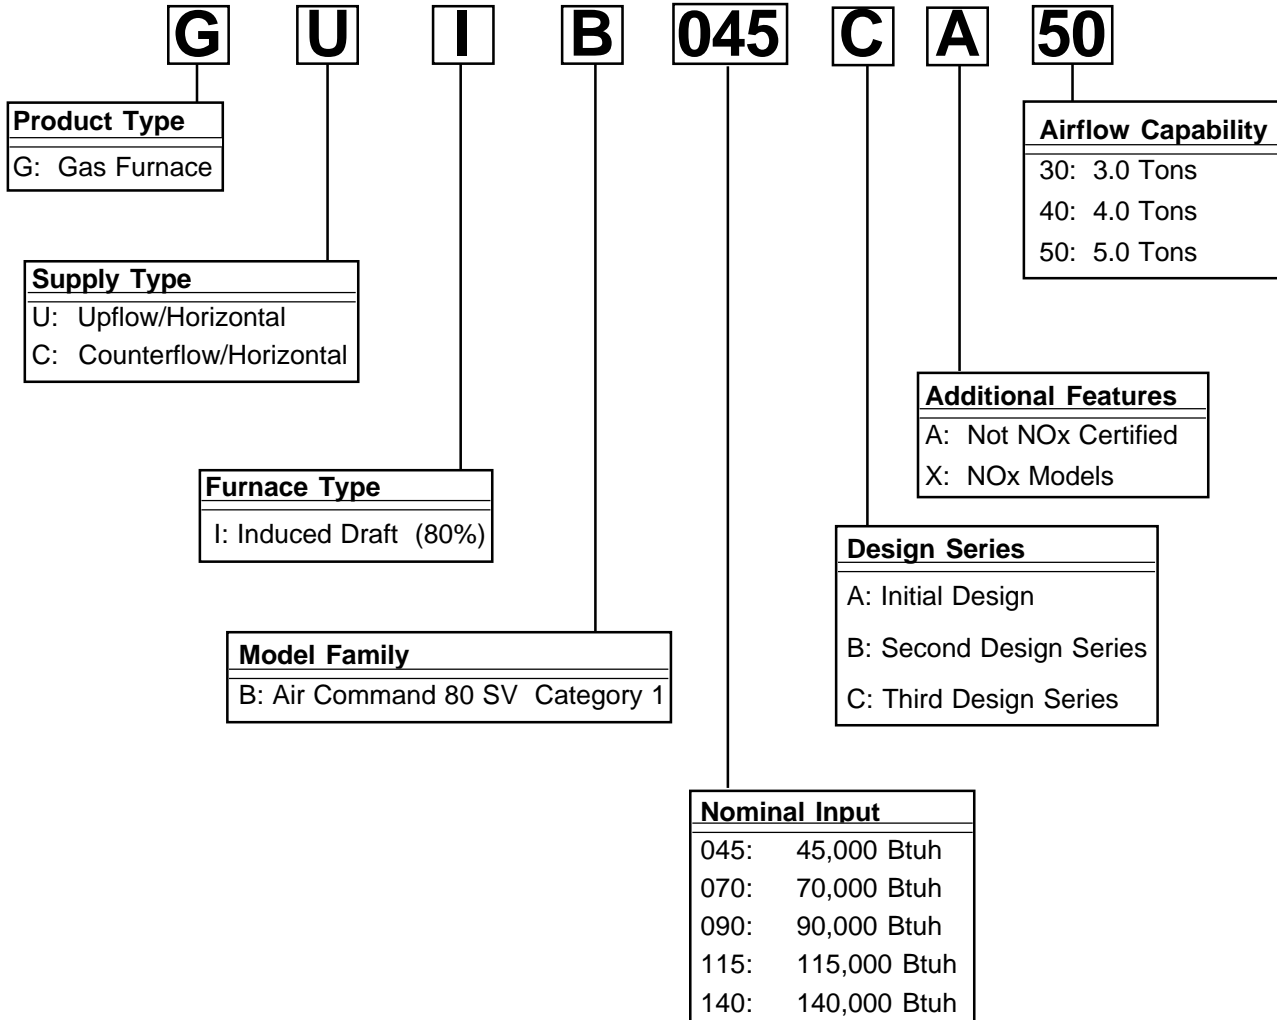 G U I B 045 C A 50
Product Type
G: Gas Furnace
Airflow Capability
30: 3.0 Tons
40: 4.0 Tons
50: 5.0 Tons
Supply Type
U: Upflow/Horizontal
C: Counterflow/Horizontal
Additional Features
A: Not NOx Certified
X: NOx Models
Furnace Type
I: Induced Draft (80%)
Design Series
A: Initial Design
B: Second Design Series
C: Third Design Series
Model Family
B: Air Command 80 SV Category 1
Nominal Input
045: 45,000 Btuh
070: 70,000 Btuh
090: 90,000 Btuh
115: 115,000 Btuh
140: 140,000 Btuh